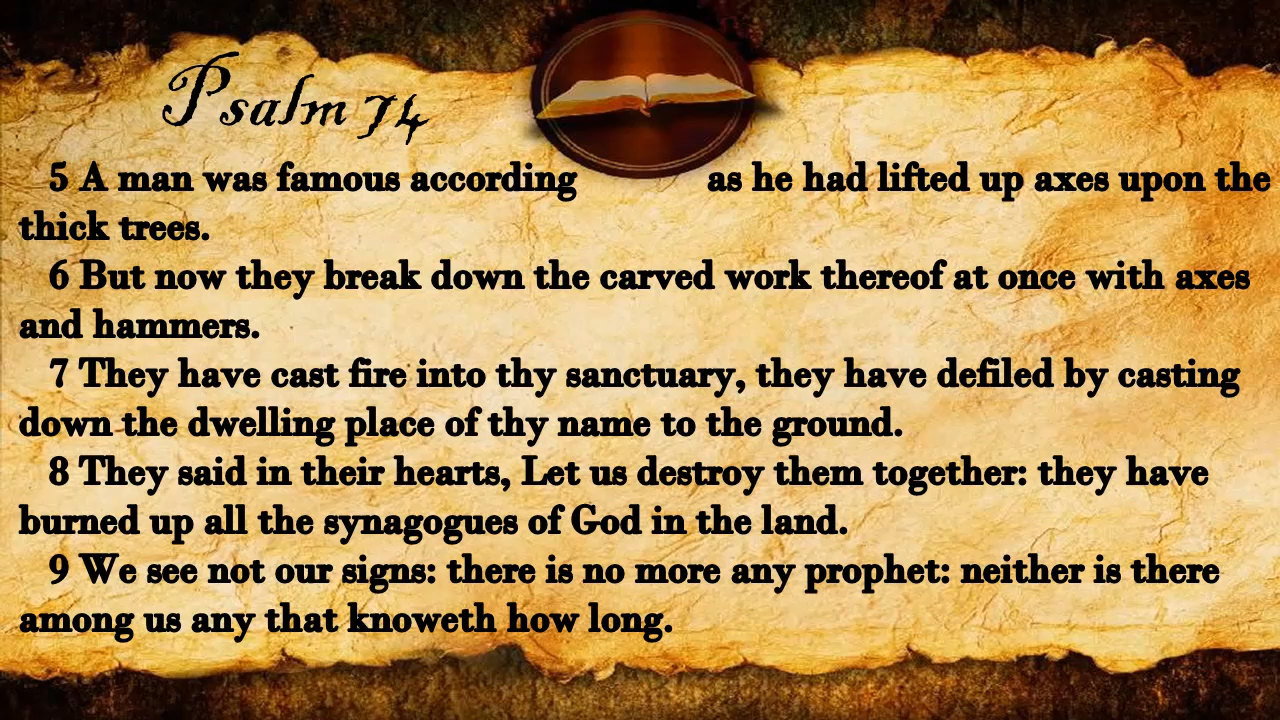 Psalm 74
5 A man was famous according as he had lifted up axes upon the
thick trees.
6 But now they break down the carved work thereof at once with axes
and hammers.
7 They have cast fire into thy sanctuary, they have defiled by casting
down the dwelling place of thy name to the ground.
8 They said in their hearts, Let us destroy them together: they have
burned up all the synagogues of God in the land.
9 We see not our signs: there is no more any prophet: neither is there
among us any that knoweth how long.